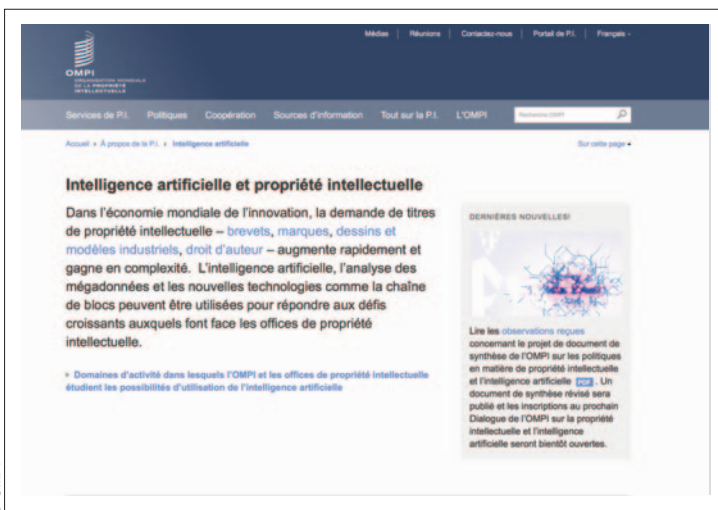 Médias | Réunions | Contactez-nous | Portail de P.I. | Français
OMPI
ORGANISATION MONDIALE
DE LA PROPRIÉTÉ
INTELLECTUELLE
Services de P.I. Politiques Coopération Sources d'information Tout sur la P.I. L'OMPI Recherche OMPI
Accueil › À propos de la P.I. › Intelligence artificielle Sur cette page
Intelligence artificielle et propriété intellectuelle
Dans l'économie mondiale de l'innovation, la demande de titres
de propriété intellectuelle – brevets, marques, dessins et
modèles industriels, droit d'auteur – augmente rapidement et
gagne en complexité. L'intelligence artificielle, l'analyse des
mégadonnées et les nouvelles technologies comme la chaîne
de blocs peuvent être utilisées pour répondre aux défis
croissants auxquels font face les offices de propriété
intellectuelle.
Domaines d'activité dans lesquels l'OMPI et les offices de propriété intellectuelle
étudient les possibilités d'utilisation de l'intelligence artificielle
DERNIÈRES NOUVELLES!
Lire les observations reçues
concernant le projet de document de
synthèse de l'OMPI sur les politiques
en matière de propriété intellectuelle
et l'intelligence artificielle PDF . Un
document de synthèse révisé sera
publié et les inscriptions au prochain
Dialogue de l'OMPI sur la propriété
intellectuelle et l'intelligence
artificielle seront bientôt ouvertes.